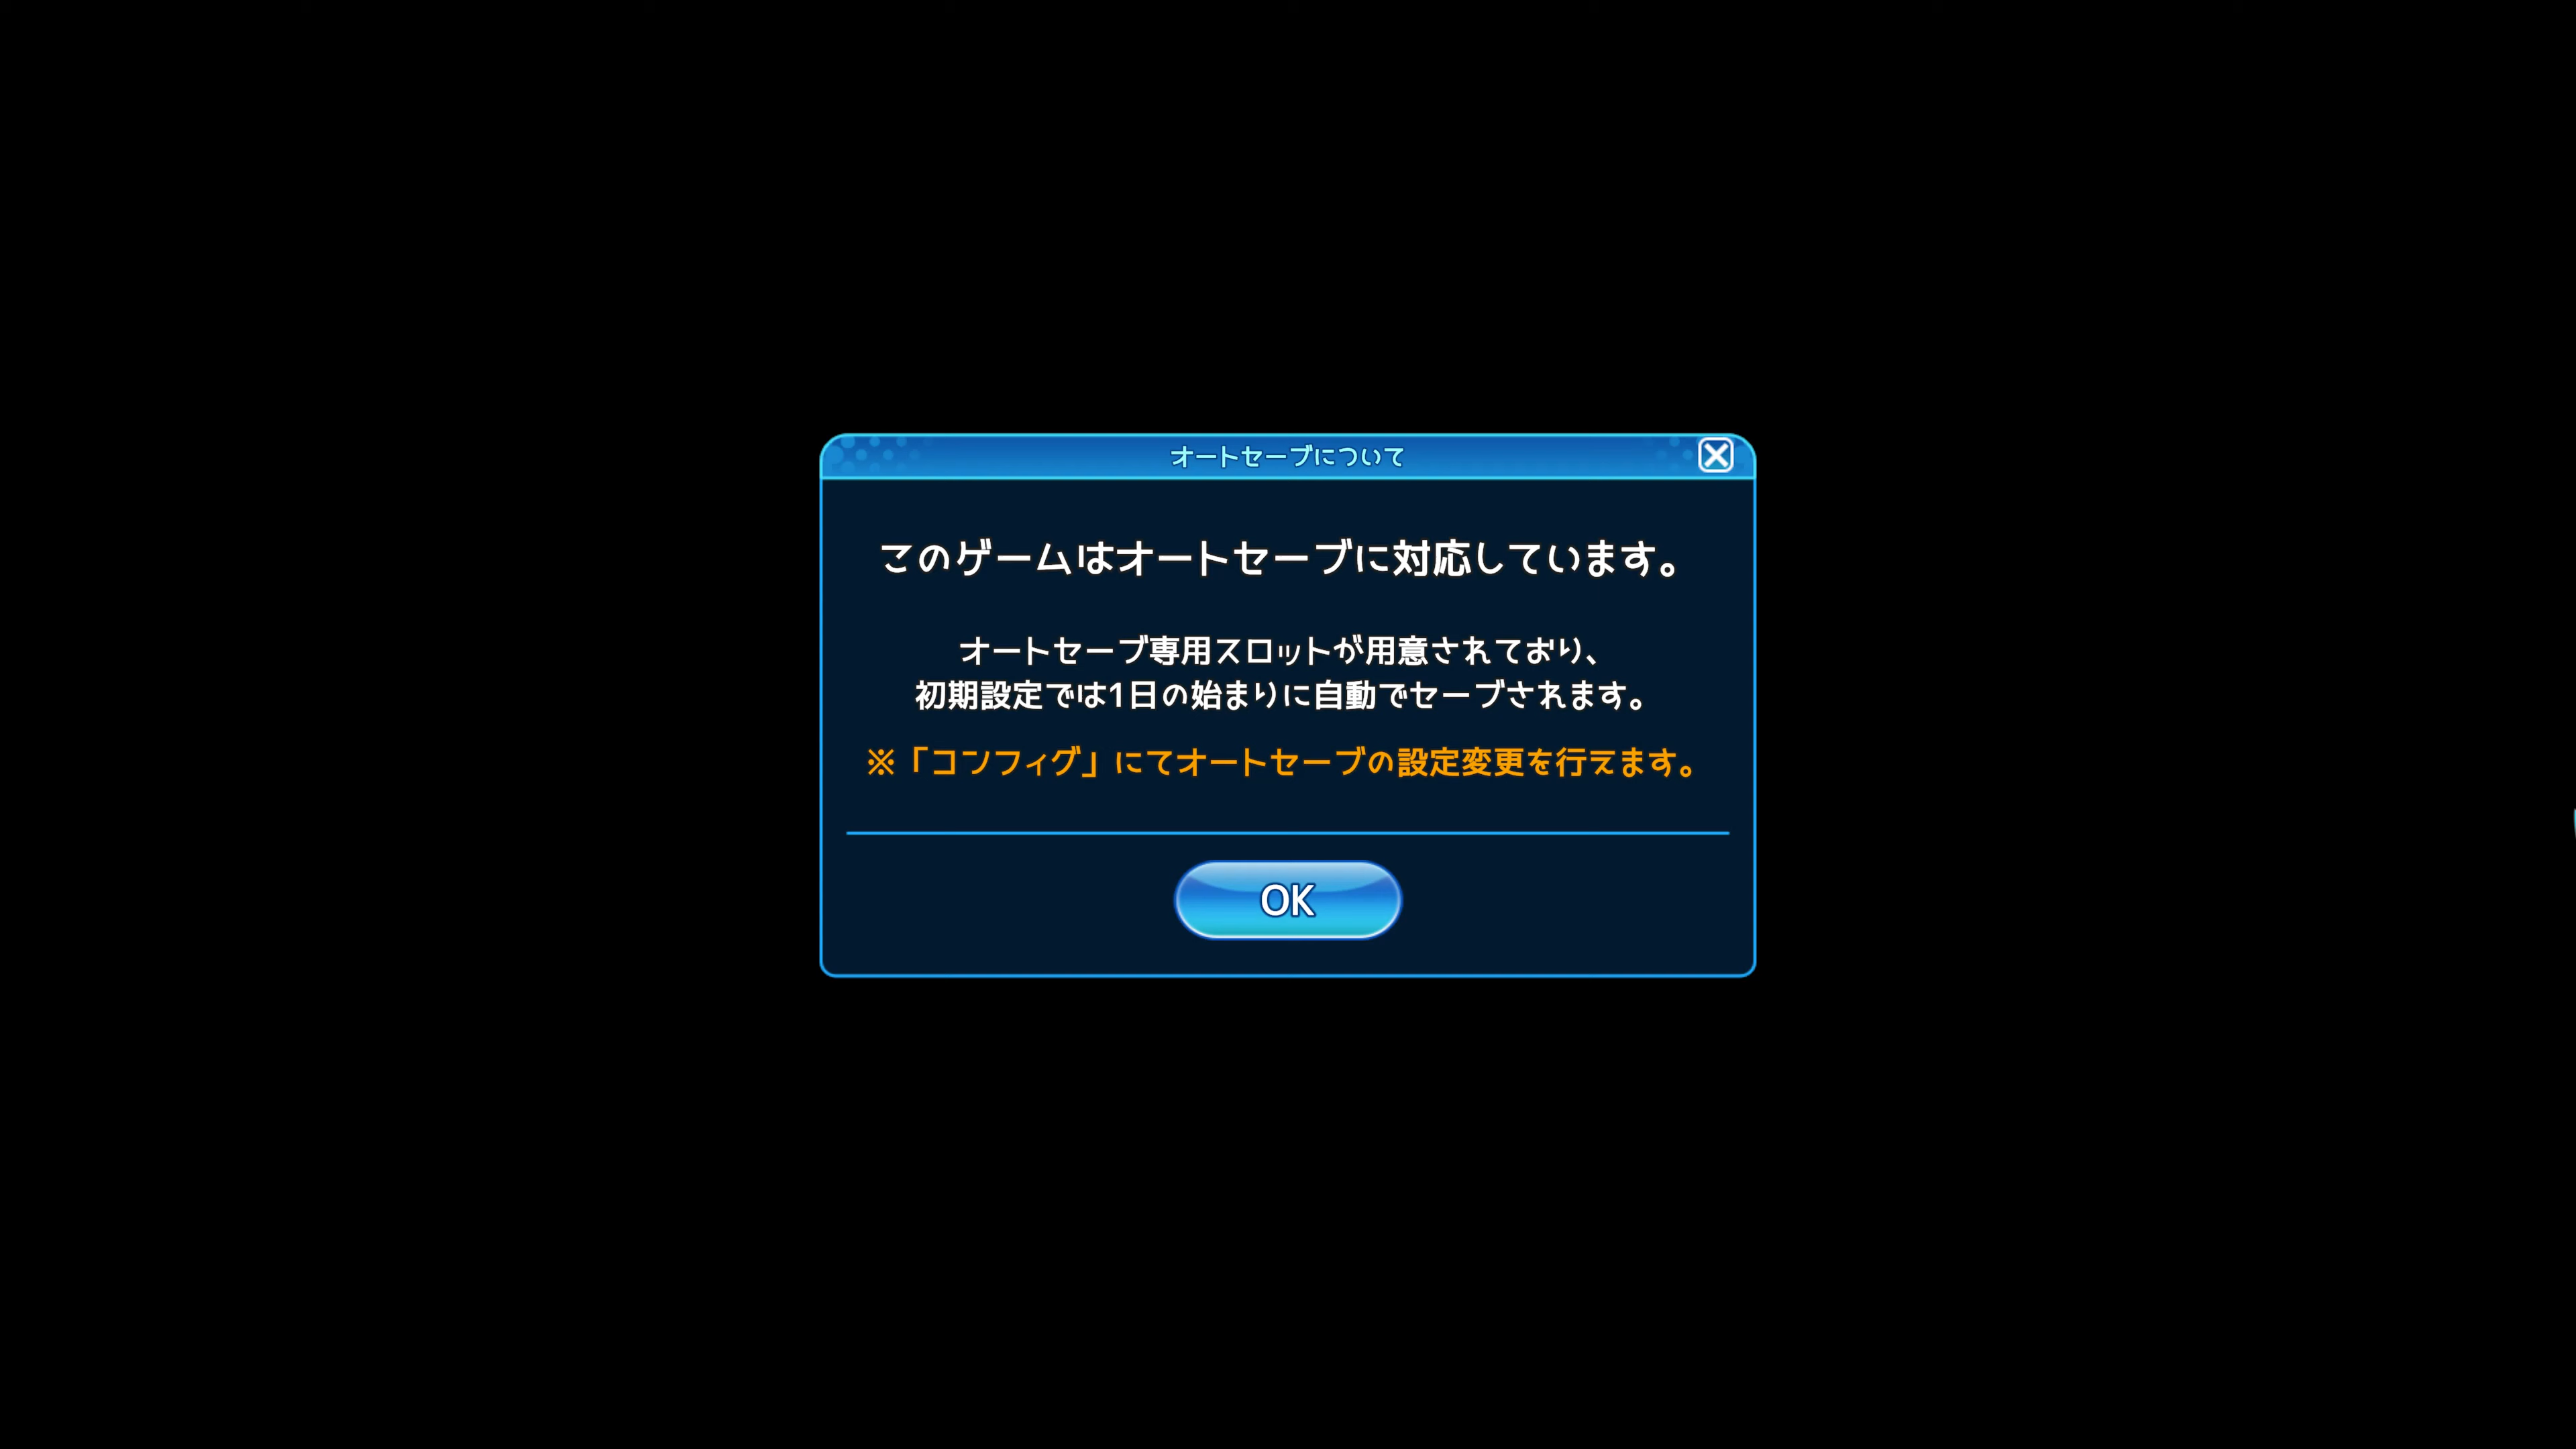 オートセーブについて
このゲームはオートセーブに対応しています。
オートセーブ専用スロットが用意されており、
初期設定では1日の始まりに自動でセーブされます。
※「コンフィグ」にてオートセーブの設定変更を行えます。
OK